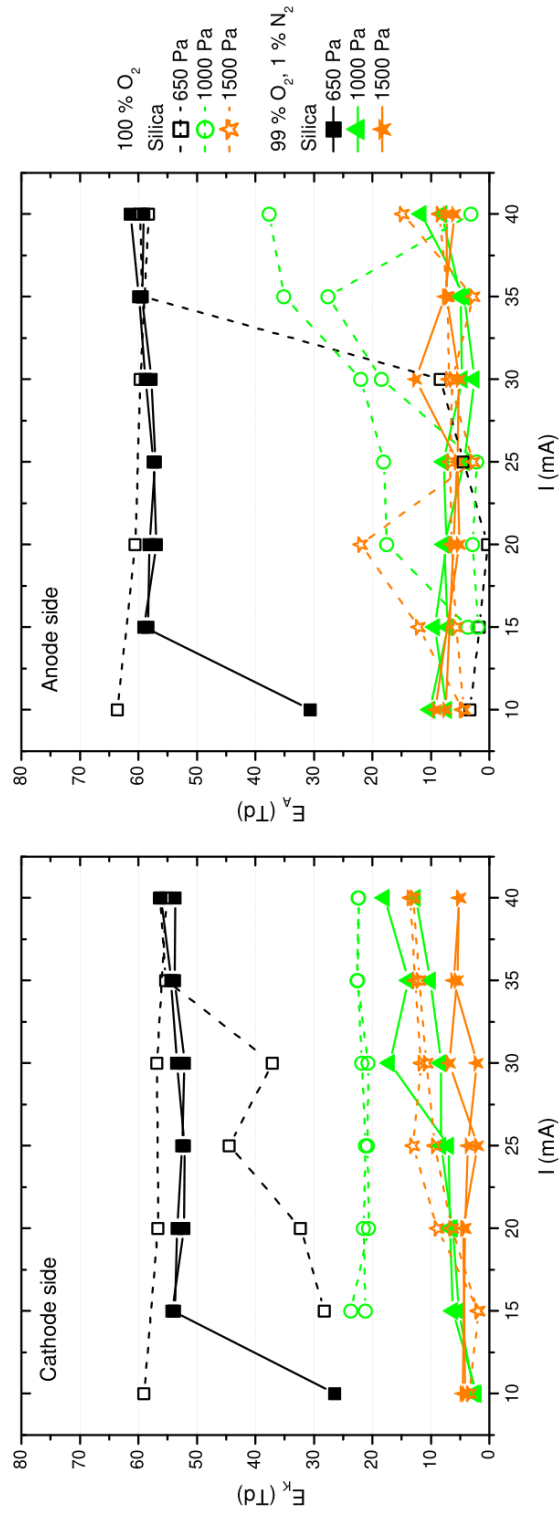 Cathode side
E_K (Td)
80
70
60
50
40
30
20
10
0
10 15 20 25 30 35 40
I (mA)
Anode side
E_A (Td)
80
70
60
50
40
30
20
10
0
10 15 20 25 30 35 40
I (mA)
100 % O₂
Silica
650 Pa
1000 Pa
1500 Pa
99 % O₂, 1 % N₂
Silica
650 Pa
1000 Pa
1500 Pa